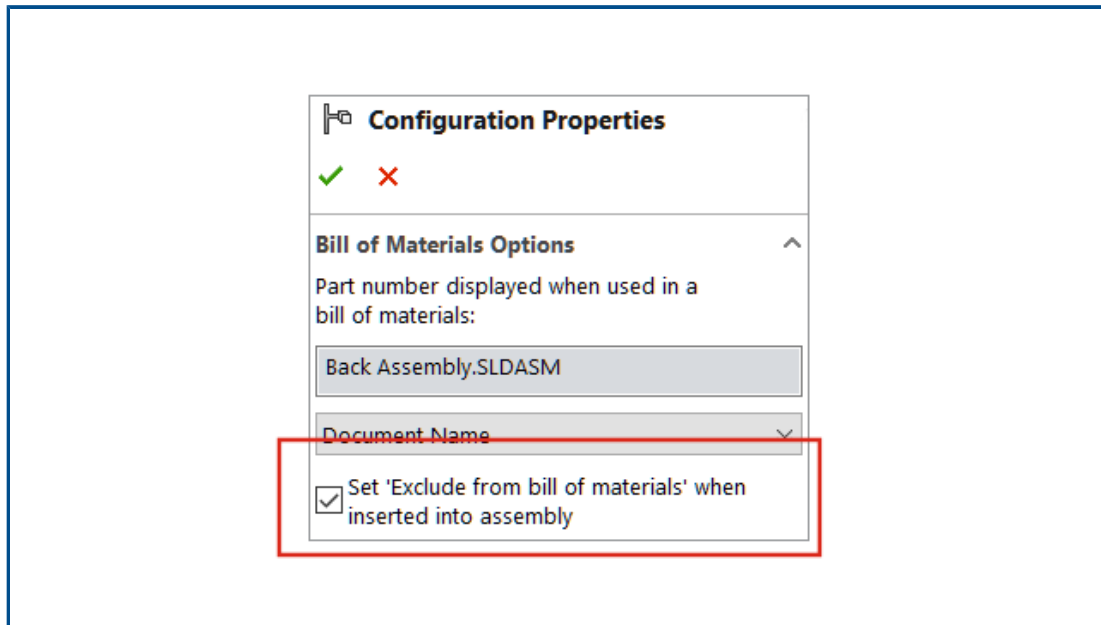 Configuration Properties
Bill of Materials Options
Part number displayed when used in a
bill of materials:
Back Assembly.SLDASM
Document Name
Set 'Exclude from bill of materials' when
inserted into assembly